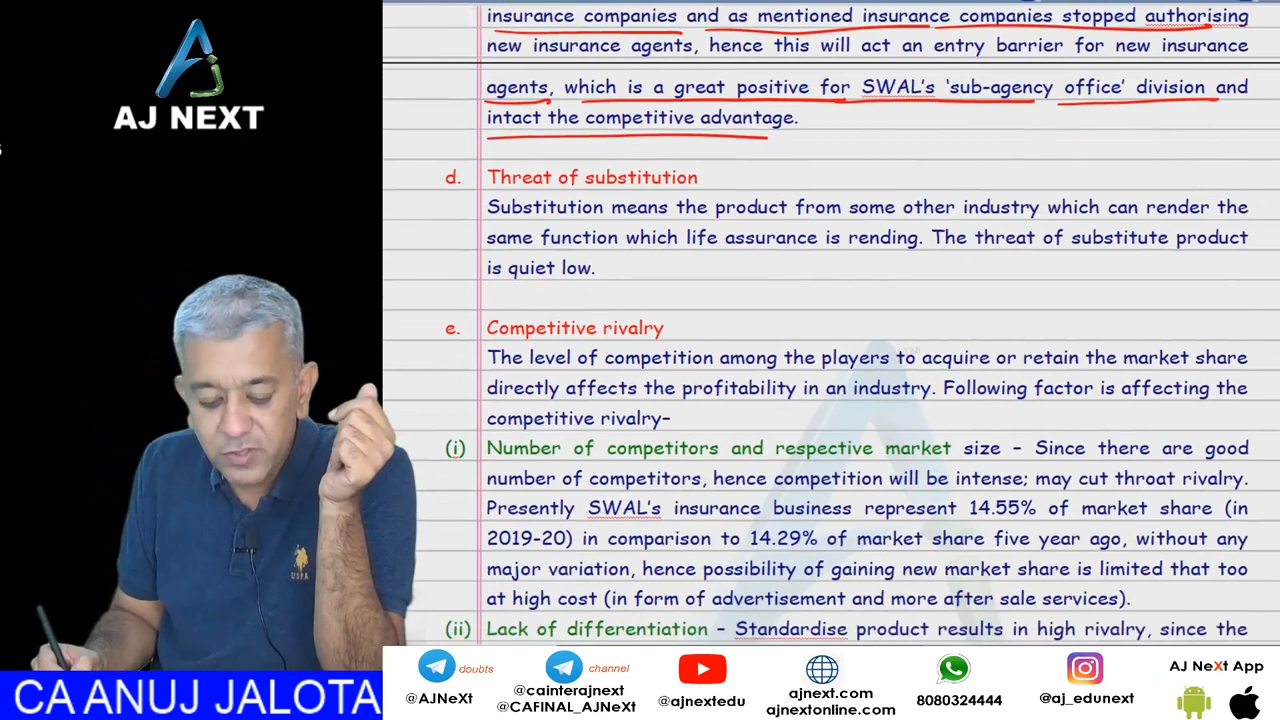 AJ NEXT
insurance companies and as mentioned insurance companies stopped authorising
new insurance agents, hence this will act an entry barrier for new insurance
agents, which is a great positive for SWAL's 'sub-agency office' division and
intact the competitive advantage.
d. Threat of substitution
Substitution means the product from some other industry which can render the
same function which life assurance is rending. The threat of substitute product
is quiet low.
e. Competitive rivalry
The level of competition among the players to acquire or retain the market share
directly affects the profitability in an industry. Following factor is affecting the
competitive rivalry–
(i) Number of competitors and respective market size – Since there are good
number of competitors, hence competition will be intense; may cut throat rivalry.
Presently SWAL's insurance business represent 14.55% of market share (in
2019-20) in comparison to 14.29% of market share five year ago, without any
major variation, hence possibility of gaining new market share is limited that too
at high cost (in form of advertisement and more after sale services).
(ii) Lack of differentiation – Standardise product results in high rivalry, since the
USPA
CA ANUJ JALOTA
doubts
@AJNeXt
channel
@cainterajnext
@CAFINAL_AJNeXt
@ajnextedu
ajnext.com
ajnextonline.com
8080324444
@aj_edunext
AJ NeXt App